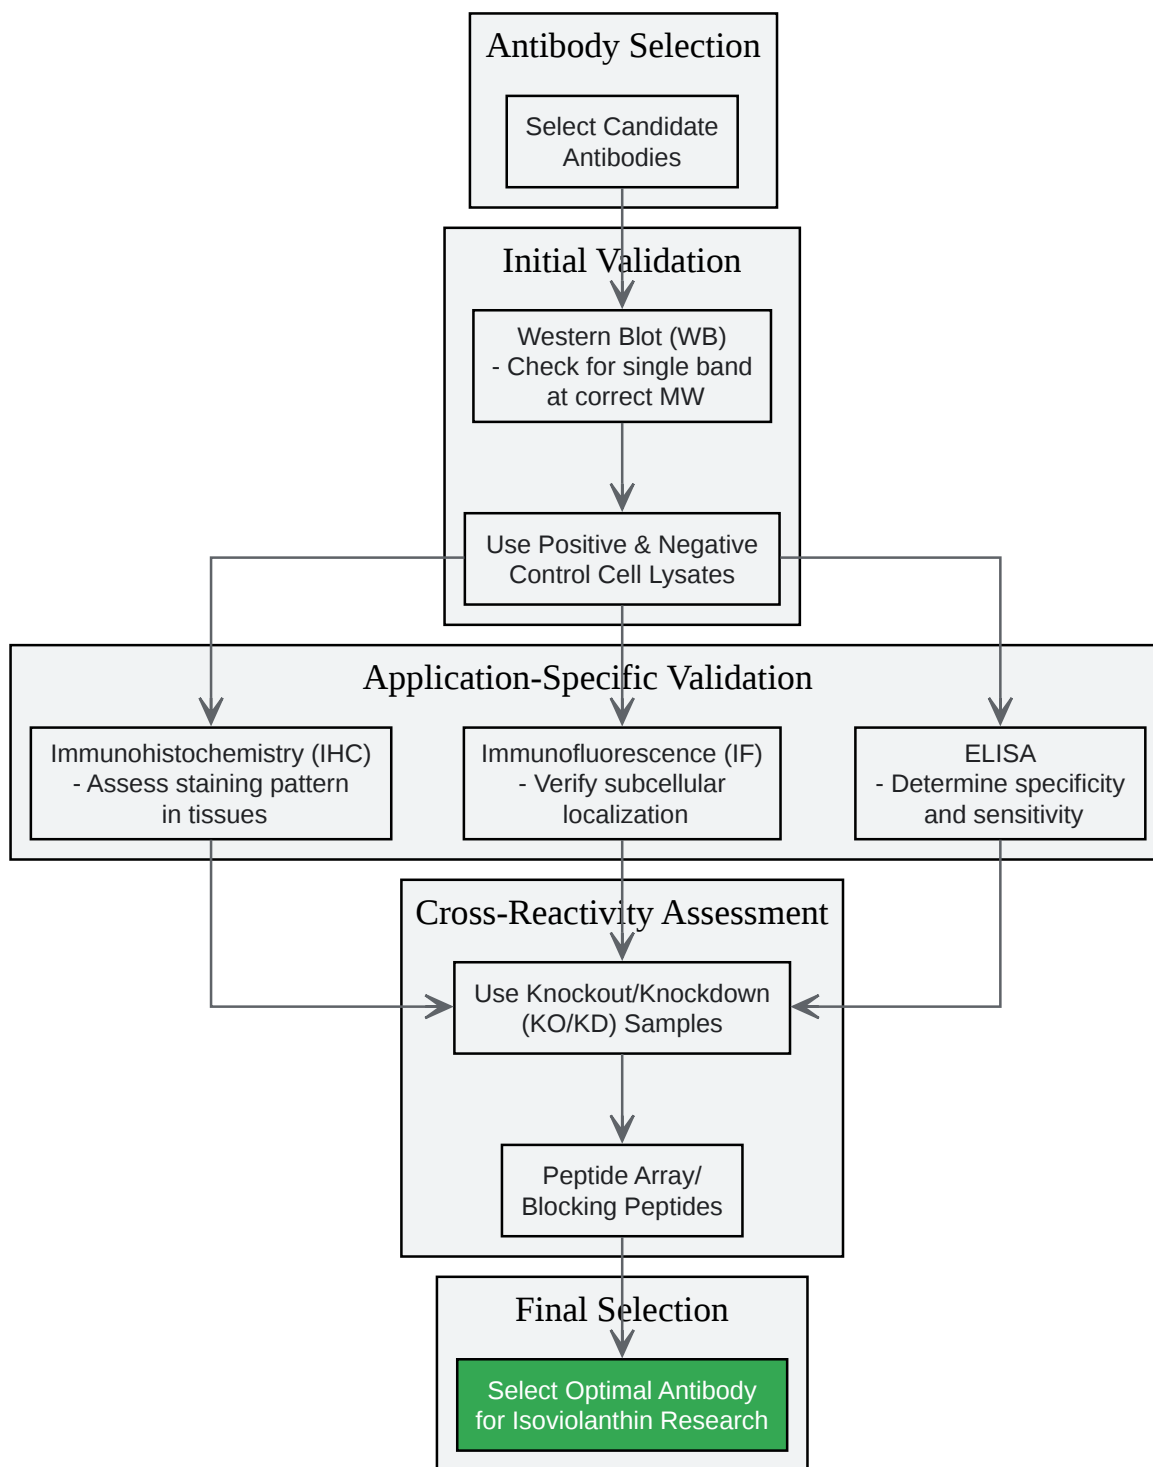 Antibody Selection
Select Candidate
Antibodies
Initial Validation
Western Blot (WB)
- Check for single band
at correct MW
Use Positive & Negative
Control Cell Lysates
Application-Specific Validation
Immunohistochemistry (IHC)
- Assess staining pattern
in tissues
Immunofluorescence (IF)
- Verify subcellular
localization
ELISA
- Determine specificity
and sensitivity
Cross-Reactivity Assessment
Use Knockout/Knockdown
(KO/KD) Samples
Peptide Array/
Blocking Peptides
Final Selection
Select Optimal Antibody
for Isoviolanthin Research